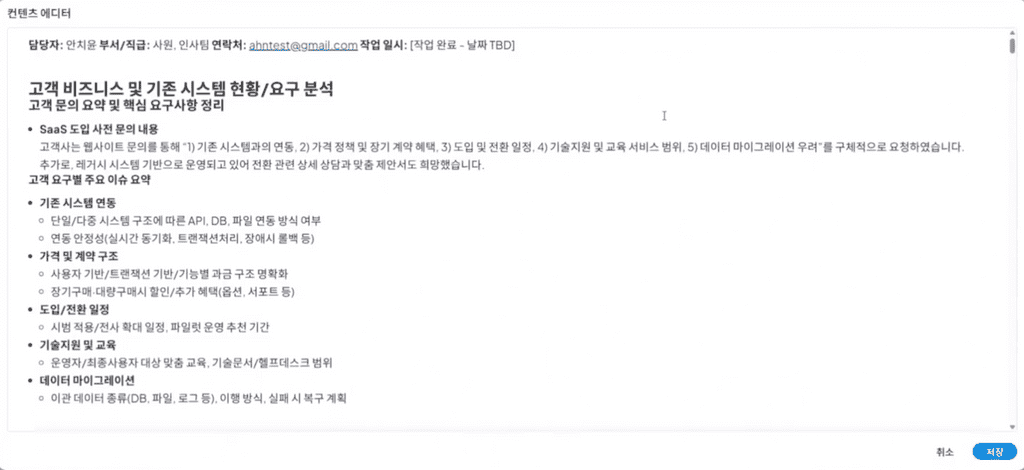 컨텐츠 에디터
담당자: 안치윤 부서/직급: 사원, 인사팀 연락처: ahntest@gmail.com 작업 일시: [작업 완료 - 날짜 TBD]
고객 비즈니스 및 기존 시스템 현황/요구 분석
고객 문의 요약 및 핵심 요구사항 정리
• SaaS 도입 사전 문의 내용
고객사는 웹사이트 문의를 통해 "1) 기존 시스템과의 연동, 2) 가격 정책 및 장기 계약 혜택, 3) 도입 및 전환 일정, 4) 기술지원 및 교육 서비스 범위, 5) 데이터 마이그레이션 우려"를 구체적으로 요청하였습니다.
추가로, 레거시 시스템 기반으로 운영되고 있어 전환 관련 상세 상담과 맞춤 제안서도 희망했습니다.
고객 요구별 주요 이슈 요약
• 기존 시스템 연동
◦ 단일/다중 시스템 구조에 따른 API, DB, 파일 연동 방식 여부
◦ 연동 안정성(실시간 동기화, 트랜잭션처리, 장애시 롤백 등)
• 가격 및 계약 구조
◦ 사용자 기반/트랜잭션 기반/기능별 과금 구조 명확화
◦ 장기구매·대량구매시 할인/추가 혜택(옵션, 서포트 등)
• 도입/전환 일정
◦ 시범 적용/전사 확대 일정, 파일럿 운영 추천 기간
• 기술지원 및 교육
◦ 운영자/최종사용자 대상 맞춤 교육, 기술문서/헬프데스크 범위
• 데이터 마이그레이션
◦ 이관 데이터 종류(DB, 파일, 로그 등), 이행 방식, 실패 시 복구 계획
취소
저장